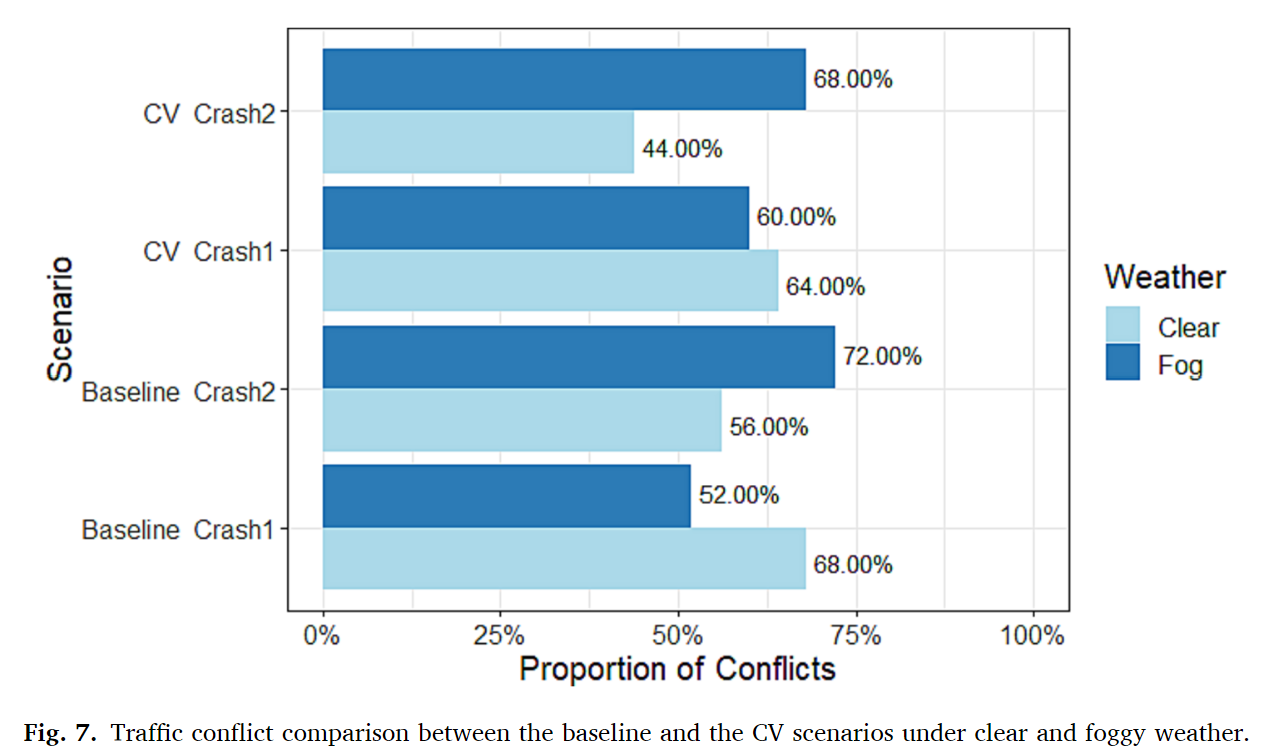 68.00%
CV Crash2
44.00%
60.00%
CV Crash1
64.00%
Scenario
Weather
Clear
Fog
72.00%
Baseline Crash2
56.00%
52.00%
Baseline Crash1
68.00%
0% 25% 50% 75% 100%
Proportion of Conflicts
Fig. 7. Traffic conflict comparison between the baseline and the CV scenarios under clear and foggy weather.